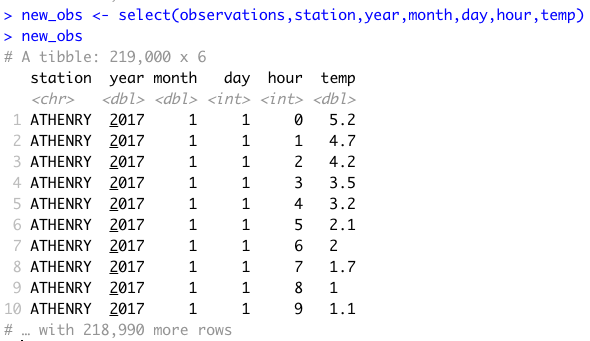 > new_obs <- select(observations,station,year,month,day,hour,temp)
> new_obs
# A tibble: 219,000 x 6
station year month day hour temp
<chr> <dbl> <dbl> <int> <int> <dbl>
1 ATHENRY 2017 1 1 0 5.2
2 ATHENRY 2017 1 1 1 4.7
3 ATHENRY 2017 1 1 2 4.2
4 ATHENRY 2017 1 1 3 3.5
5 ATHENRY 2017 1 1 4 3.2
6 ATHENRY 2017 1 1 5 2.1
7 ATHENRY 2017 1 1 6 2
8 ATHENRY 2017 1 1 7 1.7
9 ATHENRY 2017 1 1 8 1
10 ATHENRY 2017 1 1 9 1.1
# … with 218,990 more rows